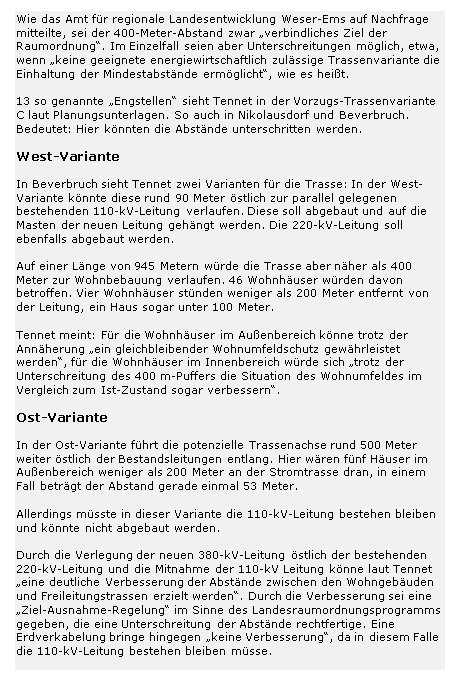 Wie das Amt für regionale Landesentwicklung Weser-Ems auf Nachfrage
mitteilte, sei der 400-Meter-Abstand zwar „verbindliches Ziel der
Raumordnung“. Im Einzelfall seien aber Unterschreitungen möglich, etwa,
wenn „keine geeignete energiewirtschaftlich zulässige Trassenvariante die
Einhaltung der Mindestabstände ermöglicht“, wie es heißt.
13 so genannte „Engstellen“ sieht Tennet in der Vorzugs-Trassenvariante
C laut Planungsunterlagen. So auch in Nikolausdorf und Beverbruch.
Bedeutet: Hier könnten die Abstände unterschritten werden.
West-Variante
In Beverbruch sieht Tennet zwei Varianten für die Trasse: In der West-
Variante könnte diese rund 90 Meter östlich zur parallel gelegenen
bestehenden 110-kV-Leitung verlaufen. Diese soll abgebaut und auf die
Masten der neuen Leitung gehängt werden. Die 220-kV-Leitung soll
ebenfalls abgebaut werden.
Auf einer Länge von 945 Metern würde die Trasse aber näher als 400
Meter zur Wohnbebauung verlaufen. 46 Wohnhäuser würden davon
betroffen. Vier Wohnhäuser stünden weniger als 200 Meter entfernt von
der Leitung, ein Haus sogar unter 100 Meter.
Tennet meint: Für die Wohnhäuser im Außenbereich könne trotz der
Annäherung „ein gleichbleibender Wohnumfeldschutz gewährleistet
werden“, für die Wohnhäuser im Innenbereich würde sich „trotz der
Unterschreitung des 400 m-Puffers die Situation des Wohnumfeldes im
Vergleich zum Ist-Zustand sogar verbessern“.
Ost-Variante
In der Ost-Variante führt die potenzielle Trassenachse rund 500 Meter
weiter östlich der Bestandsleitungen entlang. Hier wären fünf Häuser im
Außenbereich weniger als 200 Meter an der Stromtrasse dran, in einem
Fall beträgt der Abstand gerade einmal 53 Meter.
Allerdings müsste in dieser Variante die 110-kV-Leitung bestehen bleiben
und könnte nicht abgebaut werden.
Durch die Verlegung der neuen 380-kV-Leitung östlich der bestehenden
220-kV-Leitung und die Mitnahme der 110-kV Leitung könne laut Tennet
„eine deutliche Verbesserung der Abstände zwischen den Wohngebäuden
und Freileitungstrassen erzielt werden“. Durch die Verbesserung sei eine
„Ziel-Ausnahme-Regelung“ im Sinne des Landesraumordnungsprogramms
gegeben, die eine Unterschreitung der Abstände rechtfertige. Eine
Erdverkabelung bringe hingegen „keine Verbesserung“, da in diesem Falle
die 110-kV-Leitung bestehen bleiben müsse.